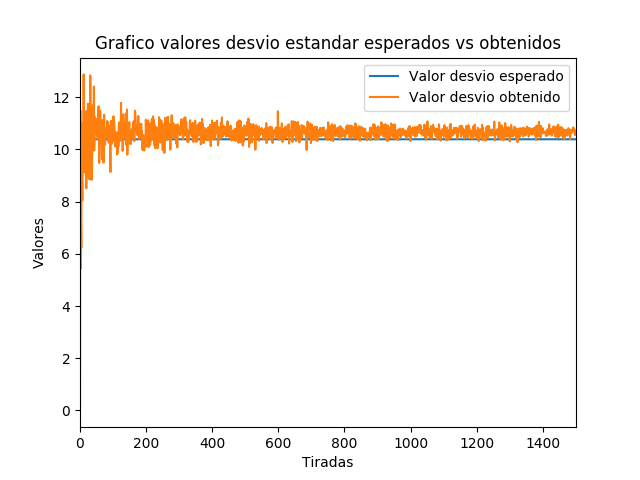 Grafico valores desvio estandar esperados vs obtenidos
Valor desvio esperado
Valor desvio obtenido
Valores
12
10
8
6
4
2
0
0 200 400 600 800 1000 1200 1400
Tiradas